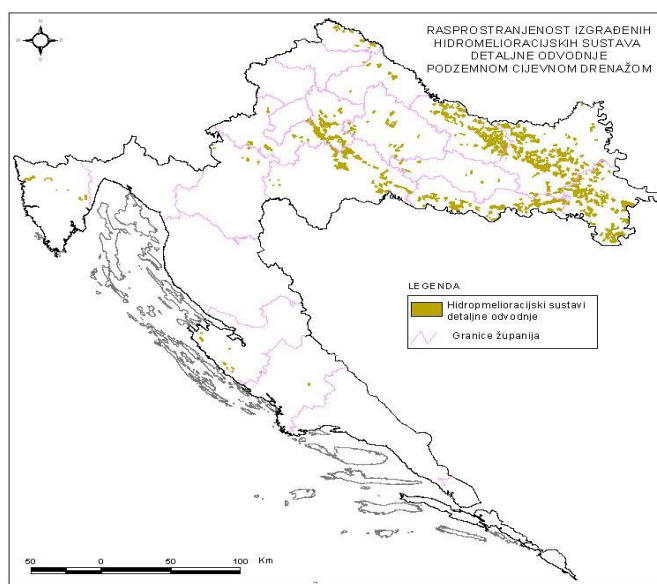 RASPROSTRANJENOST IZGRAĐENIH
HIDROMELIORACIJSKIH SUSTAVA
DETALJNE ODVODNJE
PODZEMNOM CIJEVNOM DRENAŽOM
N
W
E
S
LEGENDA
Hidropmelioracijski sustavi
detaljne odvodnje
Granice županija
50 0 50 100 Km